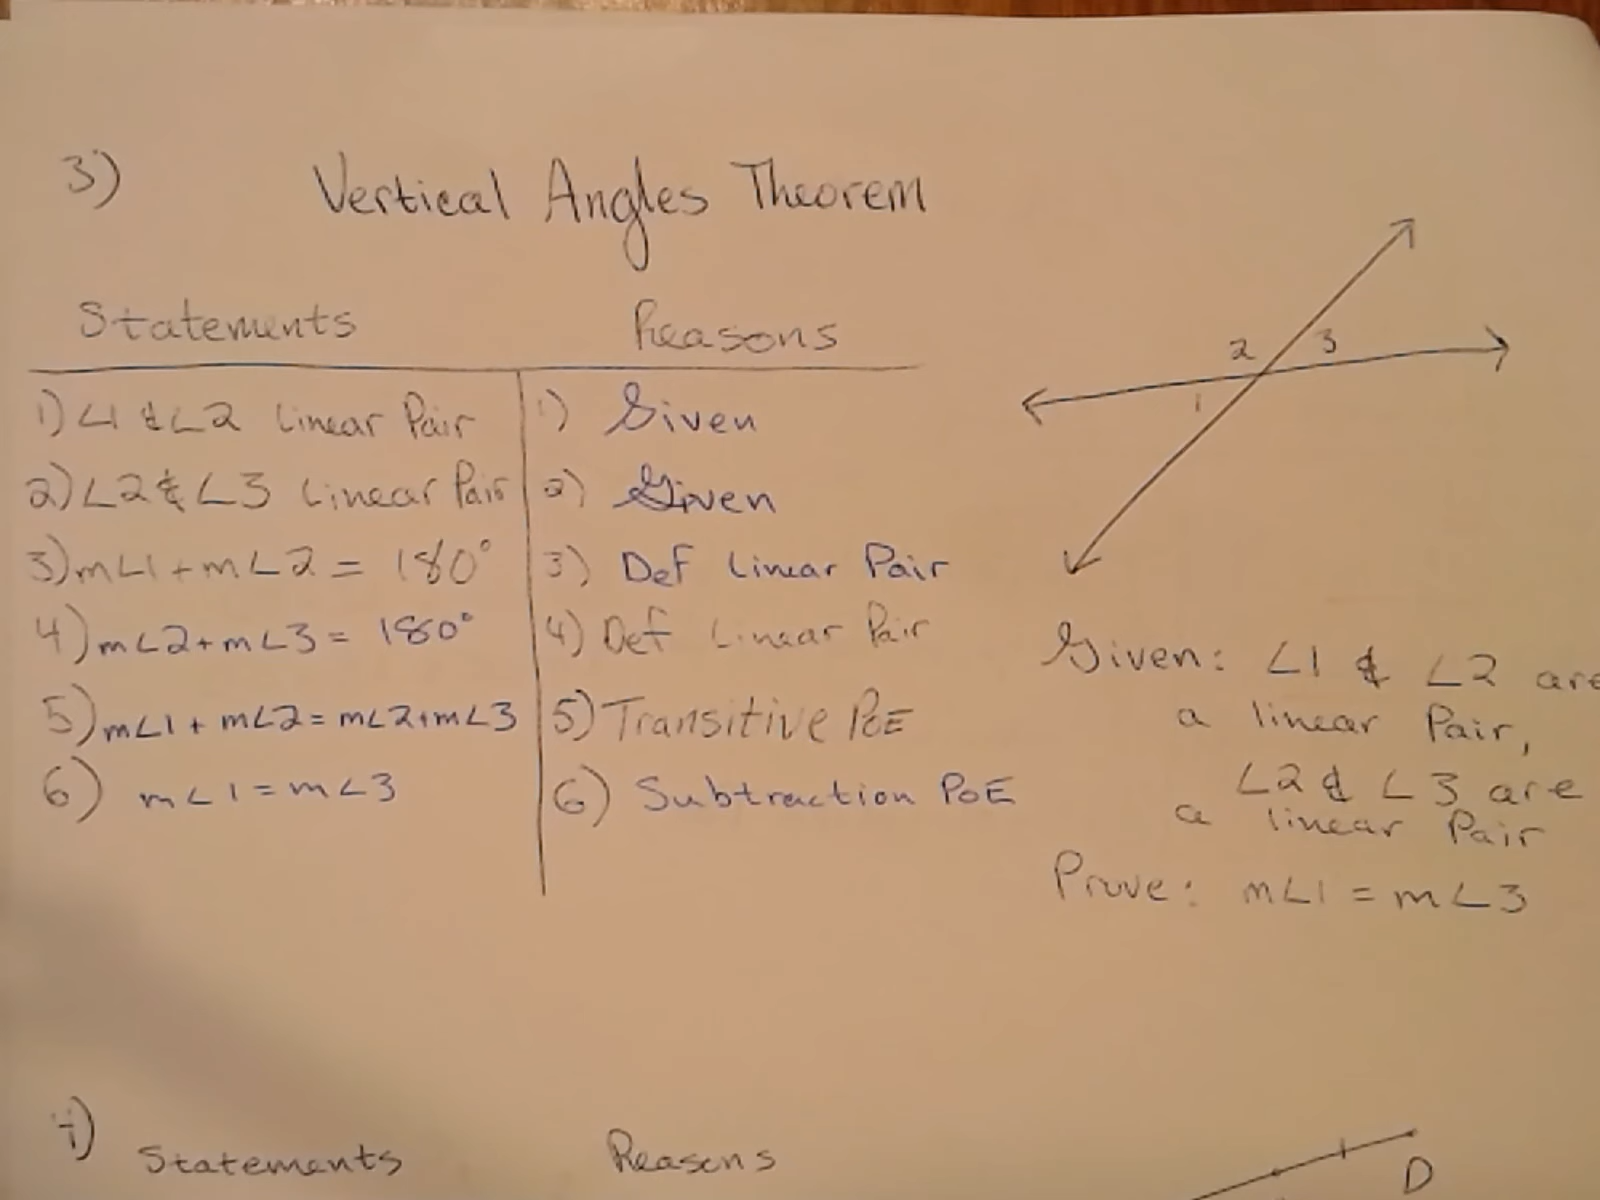 3) Vertical Angles Theorem
Statements Reasons
1) ∠1 & ∠2 Linear Pair 1) Given
2) ∠2 & ∠3 Linear Pair 2) Given
3) m∠1 + m∠2 = 180° 3) Def Linear Pair
4) m∠2 + m∠3 = 180° 4) Def Linear Pair
5) m∠1 + m∠2 = m∠2 + m∠3 5) Transitive PoE
6) m∠1 = m∠3 6) Subtraction PoE
2 3
1
Given: ∠1 & ∠2 are
a linear Pair,
∠2 & ∠3 are
a linear Pair
Prove: m∠1 = m∠3
Statements Reasons
D